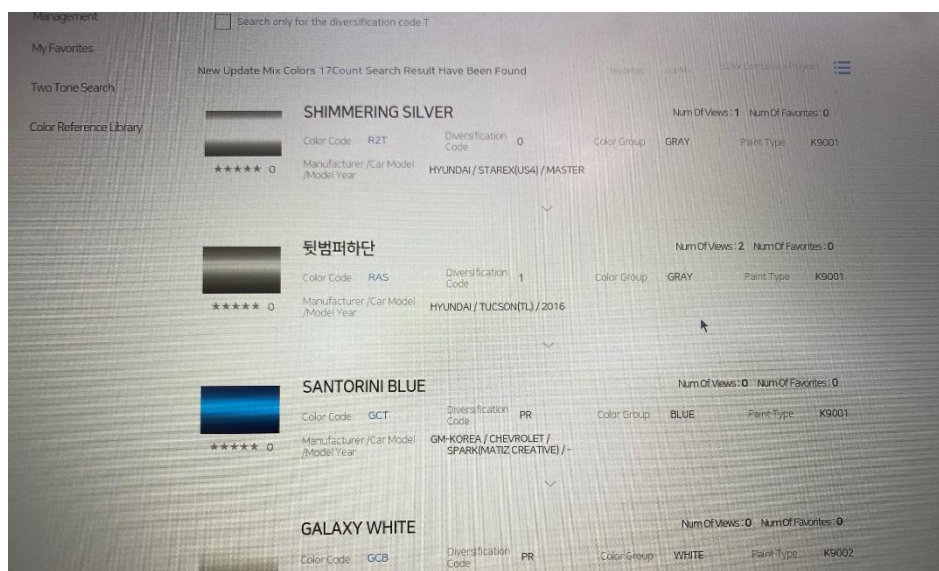 Management
My Favorites
Two Tone Search
Color Reference Library
Search only for the diversification code T
New Update Mix Colors 17Count Search Result Have Been Found
SHIMMERING SILVER
Num Of Views : 1 Num Of Favorites : 0
Color Code R2T Diversification Code 0 Color Group GRAY Paint Type K9001
★★★★★ 0
Manufacturer /Car Model /Model Year HYUNDAI / STAREX(US4) / MASTER
뒷범퍼하단
Num Of Views : 2 Num Of Favorites : 0
Color Code RAS Diversification Code 1 Color Group GRAY Paint Type K9001
★★★★★ 0
Manufacturer /Car Model /Model Year HYUNDAI / TUCSON(TL) / 2016
SANTORINI BLUE
Num Of Views : 0 Num Of Favorites : 0
Color Code GCT Diversification Code PR Color Group BLUE Paint Type K9001
★★★★★ 0
Manufacturer /Car Model /Model Year GM-KOREA / CHEVROLET / SPARK(MATIZ CREATIVE) / -
GALAXY WHITE
Num Of Views : 0 Num Of Favorites : 0
Color Code GCB Diversification Code PR Color Group WHITE Paint Type K9002